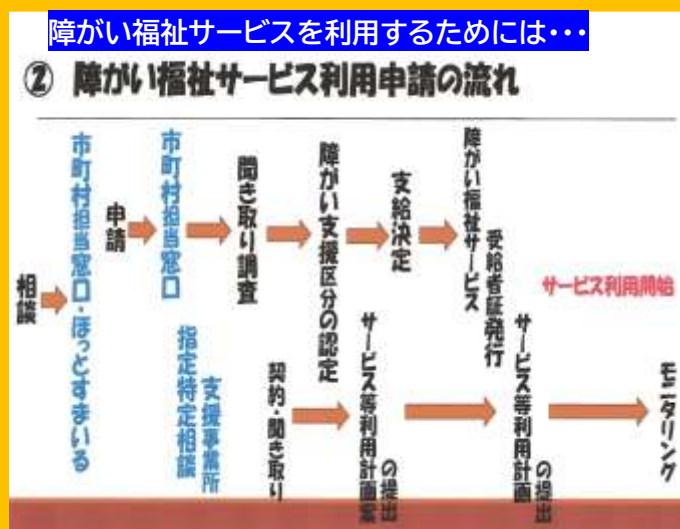 障がい福祉サービスを利用するためには・・・
② 障がい福祉サービス利用申請の流れ
相談
市町村担当窓口・ほっとすまいる
申請
市町村担当窓口
聞き取り調査
障がい支援区分の認定
支給決定
障がい福祉サービス
受給者証発行
サービス利用開始
指定特定相談
支援事業所
契約・聞き取り
サービス等利用計画案
の提出
サービス等利用計画
の提出
モニタリング